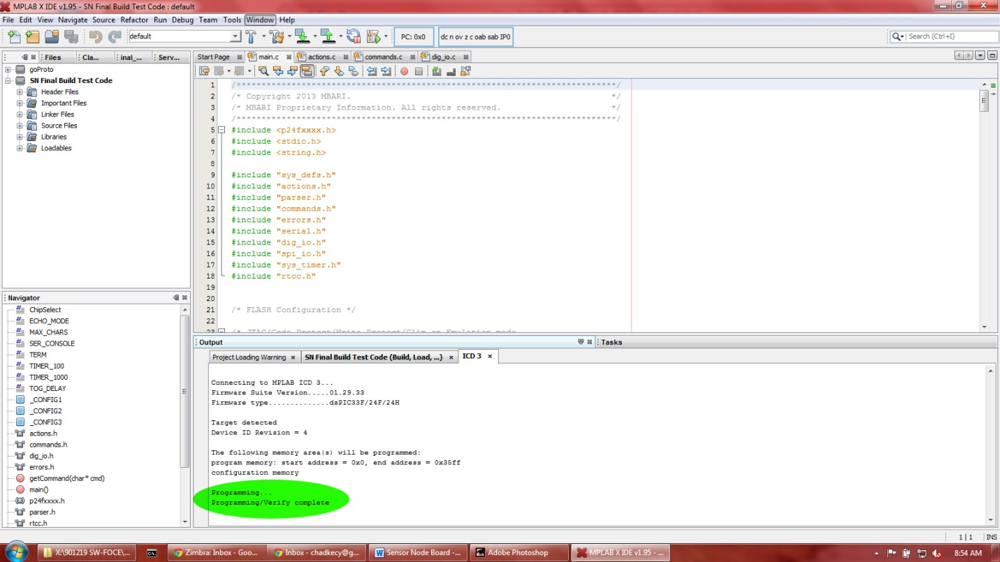 MPLAB X IDE v1.95 - SN Final Build Test Code : default
File Edit View Navigate Source Refactor Run Debug Team Tools Window Help
default
PC: 0x0
dc n ov z c oab sab IP0
Search (Ctrl+I)
Files
Cla...
inal_...
Serv...
goProto
SN Final Build Test Code
Header Files
Important Files
Linker Files
Source Files
Libraries
Loadables
Start Page
main.c
actions.c
commands.c
dig_io.c
1 /****************************************************************************/
2 /* Copyright 2013 MBARI. */
3 /* MBARI Proprietary Information. All rights reserved. */
4 /****************************************************************************/
5 #include <p24fxxxx.h>
6 #include <stdio.h>
7 #include <string.h>
8
9 #include "sys_defs.h"
10 #include "actions.h"
11 #include "parser.h"
12 #include "commands.h"
13 #include "errors.h"
14 #include "serial.h"
15 #include "dig_io.h"
16 #include "spi_io.h"
17 #include "sys_timer.h"
18 #include "rtcc.h"
19
20
21 /* FLASH Configuration */
22
23 /* JTAG/Code Protect/Write Protect/Clip on Emulation mode
Navigator
ChipSelect
ECHO_MODE
MAX_CHARS
SER_CONSOLE
TERM
TIMER_100
TIMER_1000
TOG_DELAY
_CONFIG1
_CONFIG2
_CONFIG3
actions.h
commands.h
dig_io.h
errors.h
getCommand(char* cmd)
main()
p24fxxxx.h
parser.h
rtcc.h
Output
Tasks
Project Loading Warning
SN Final Build Test Code (Build, Load, ...)
ICD 3
Connecting to MPLAB ICD 3...
Firmware Suite Version.....01.29.33
Firmware type..............dsPIC33F/24F/24H
Target detected
Device ID Revision = 4
The following memory area(s) will be programmed:
program memory: start address = 0x0, end address = 0x35ff
configuration memory
Programming...
Programming/Verify complete
1 | 1
INS
X:\901219 SW-FOCE\...
Zimbra: Inbox - Goo...
Inbox - chadkecy@g...
Sensor Node Board -...
Adobe Photoshop
MPLAB X IDE v1.95 - ...
8:54 AM